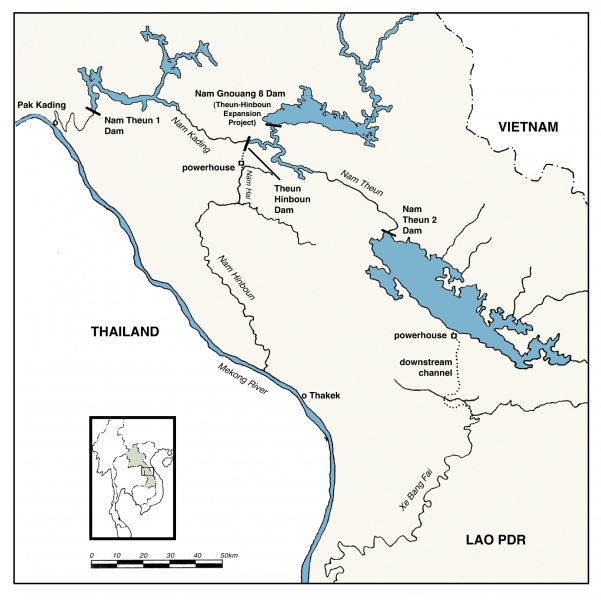 Pak Kading
Nam Theun 1
Dam
Nam Gnouang 8 Dam
(Theun-Hinboun
Expansion
Project)
VIETNAM
Nam Kading
powerhouse
Nam Hai
Theun
Hinboun
Dam
Nam Theun
Nam
Theun 2
Dam
Nam Hinboun
THAILAND
powerhouse
downstream
channel
Mekong River
Thakek
Xe Bang Fai
LAO PDR
0 10 20 30 40 50km